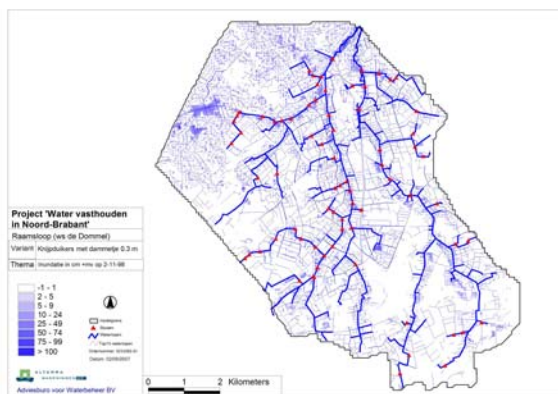 Project 'Water vasthouden
in Noord-Brabant'
Raamsloop (ws de Dommel)
Variant Knijpduikers met dammetje 0.3 m
Thema Inundatie in cm +mv op 2-11-98
-1 - 1
2 - 5
5 - 9
10 - 24
25 - 49
50 - 74
75 - 99
> 100
Stuwen
Waterlopen
Top10 waterlopen
Adviesburo voor Waterbeheer BV
0 1 2 Kilometers